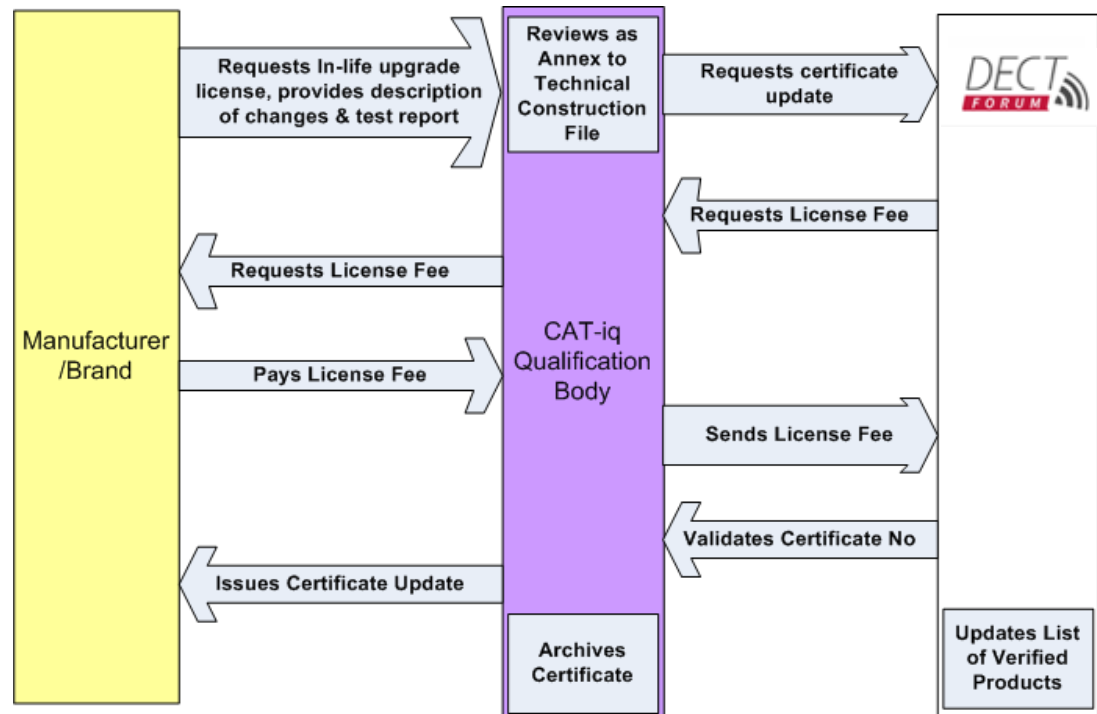 Requests In-life upgrade
license, provides description
of changes & test report
Reviews as
Annex to
Technical
Construction
File
Requests certificate
update
DECT
FORUM
Requests License Fee
Requests License Fee
Manufacturer
/Brand
CAT-iq
Qualification
Body
Pays License Fee
Sends License Fee
Validates Certificate No
Issues Certificate Update
Archives
Certificate
Updates List
of Verified
Products